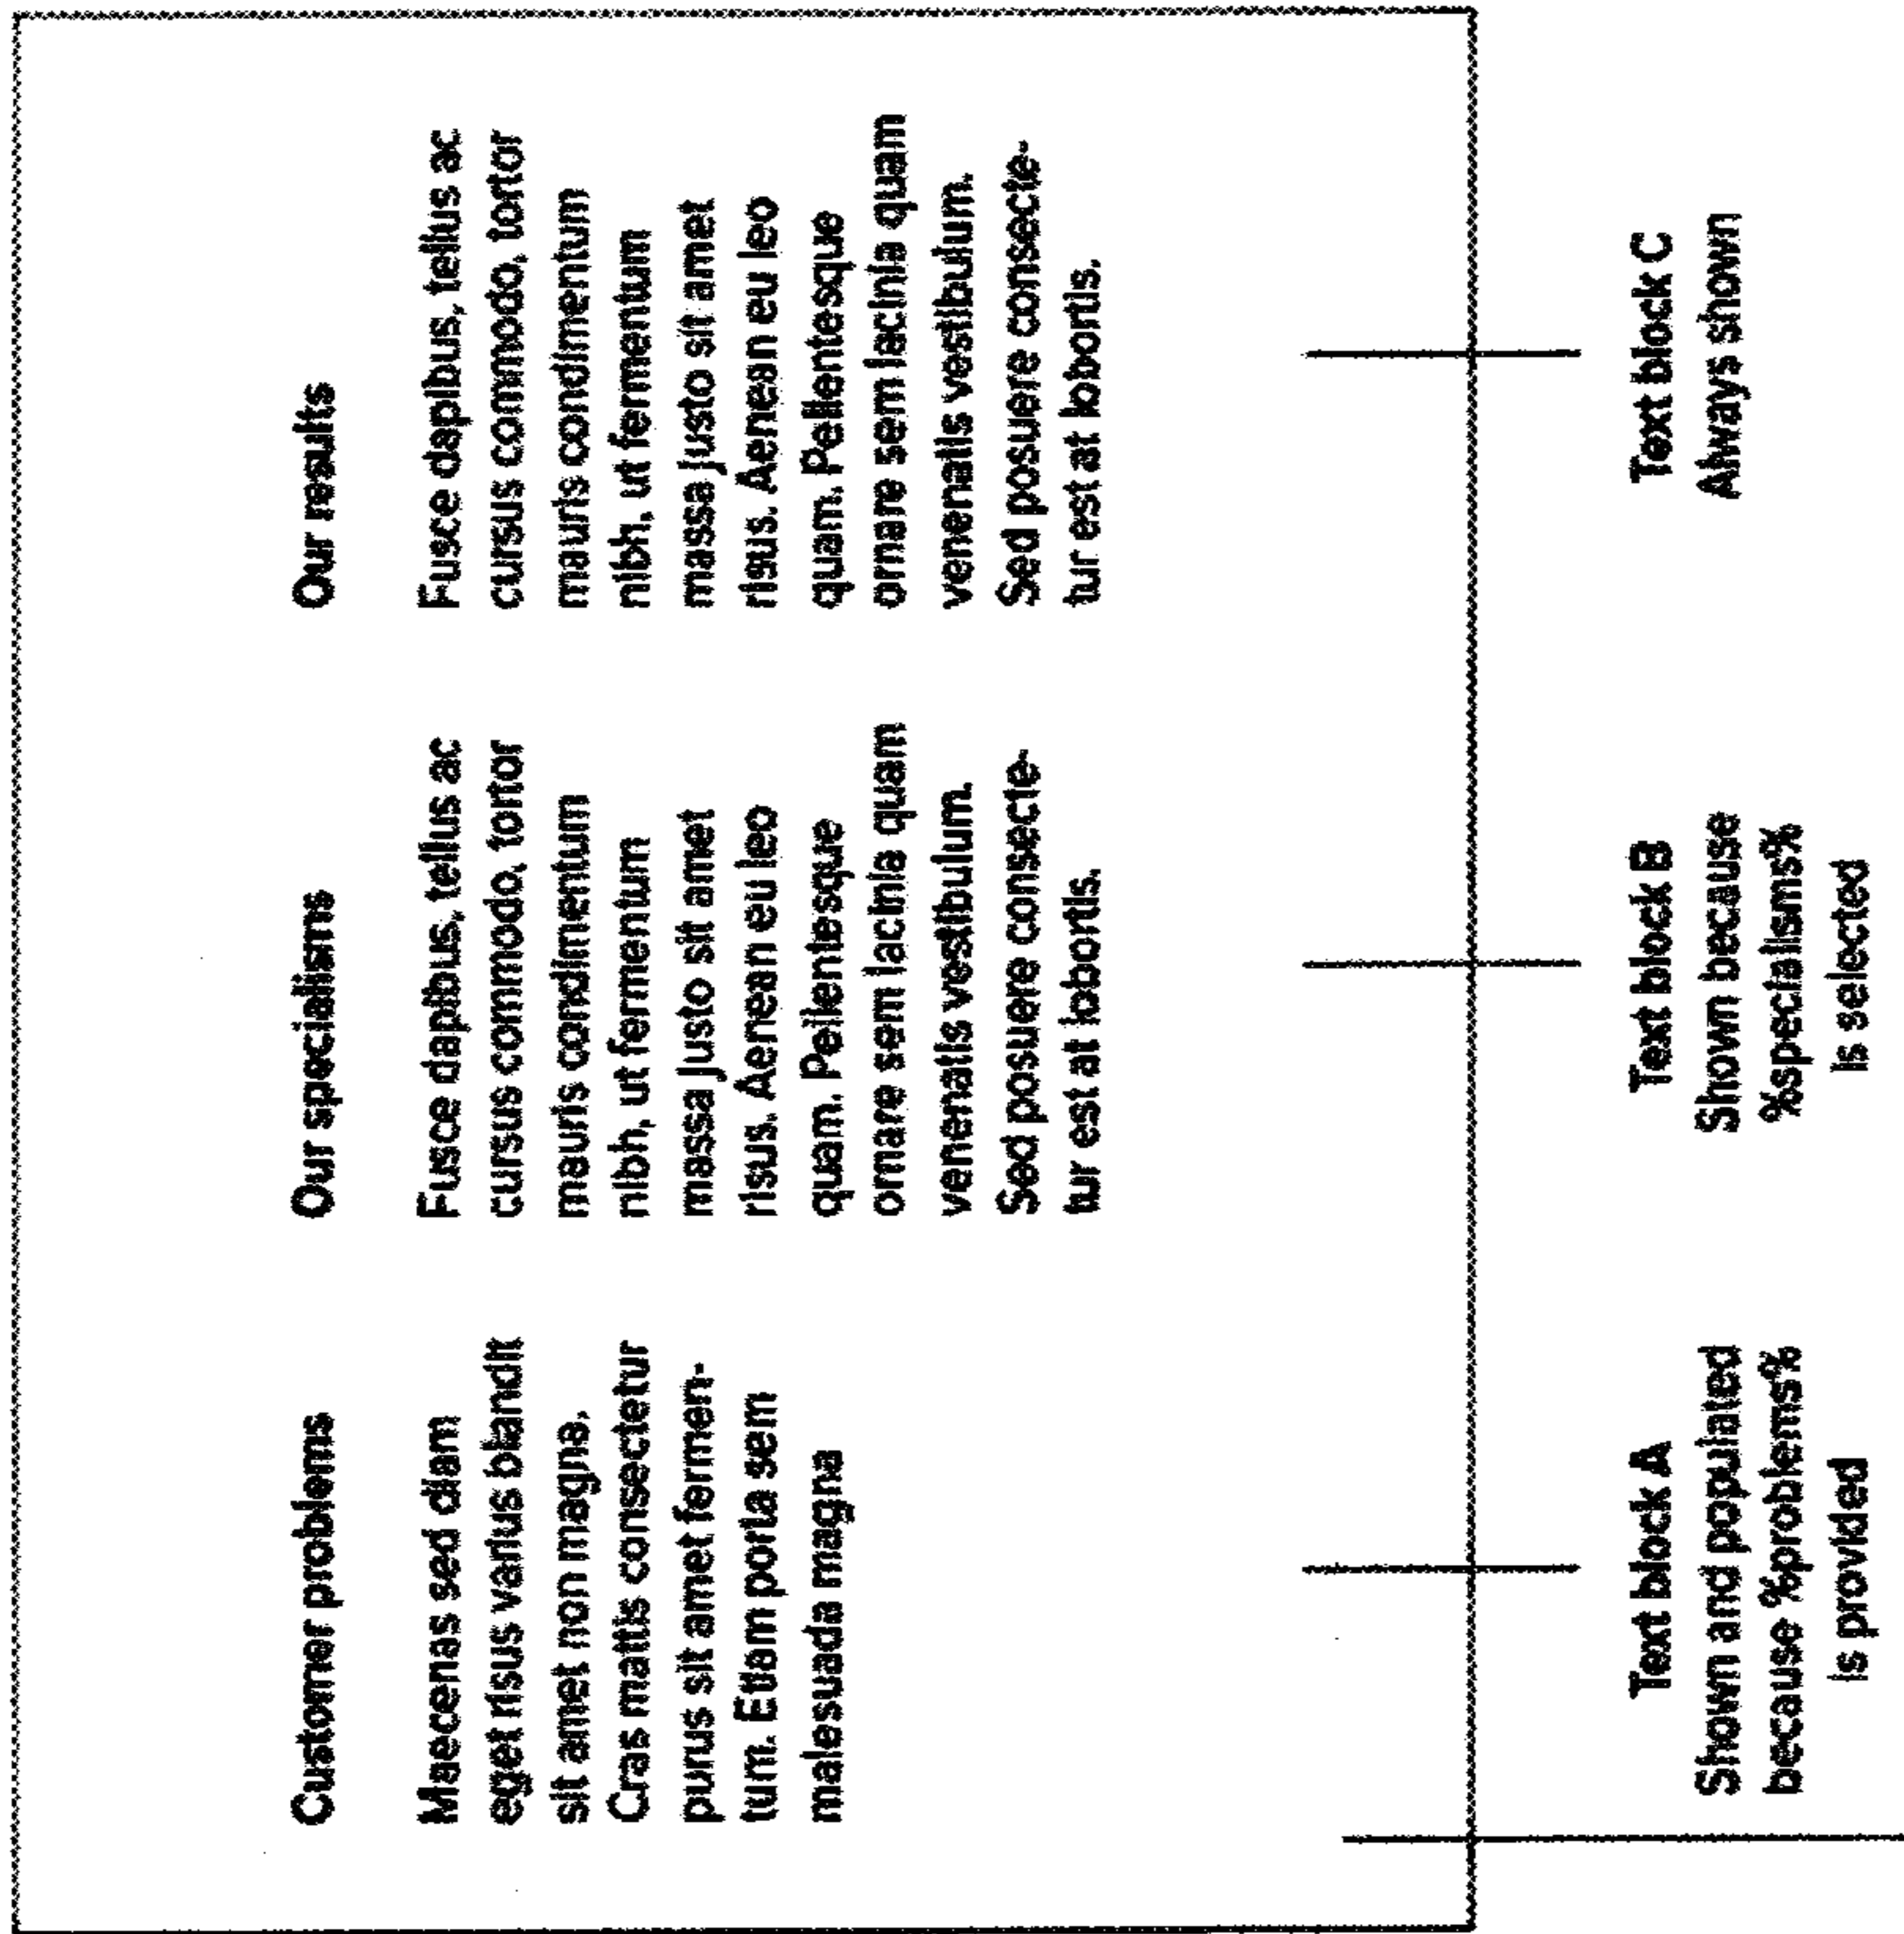 Customer problems
Maecenas sed diam
eget risus varius blandit
sit amet non magna.
Cras mattis consectetur
purus sit amet fermen-
tum. Etiam porta sem
malesuada magna
Our specialisms
Fusce dapibus, tellus ac
cursus commodo, tortor
mauris condimentum
nibh, ut fermentum
massa justo sit amet
risus. Aenean eu leo
quam. Pellentesque
ornare sem lacinia quam
venenatis vestibulum.
Sed posuere consecte-
tur est at lobortis.
Our results
Fusce dapibus, tellus ac
cursus commodo, tortor
mauris condimentum
nibh, ut fermentum
massa justo sit amet
risus. Aenean eu leo
quam. Pellentesque
ornare sem lacinia quam
venenatis vestibulum.
Sed posuere consecte-
tur est at lobortis.
Text block A
Shown and populated
because %problems%
is provided
Text block B
Shown because
%specialisms%
is selected
Text block C
Always shown